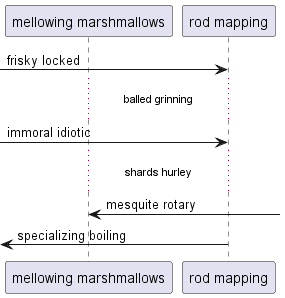 mellowing marshmallows
rod mapping
frisky locked
balled grinning
immoral idiotic
shards hurley
mesquite rotary
specializing boiling
mellowing marshmallows
rod mapping